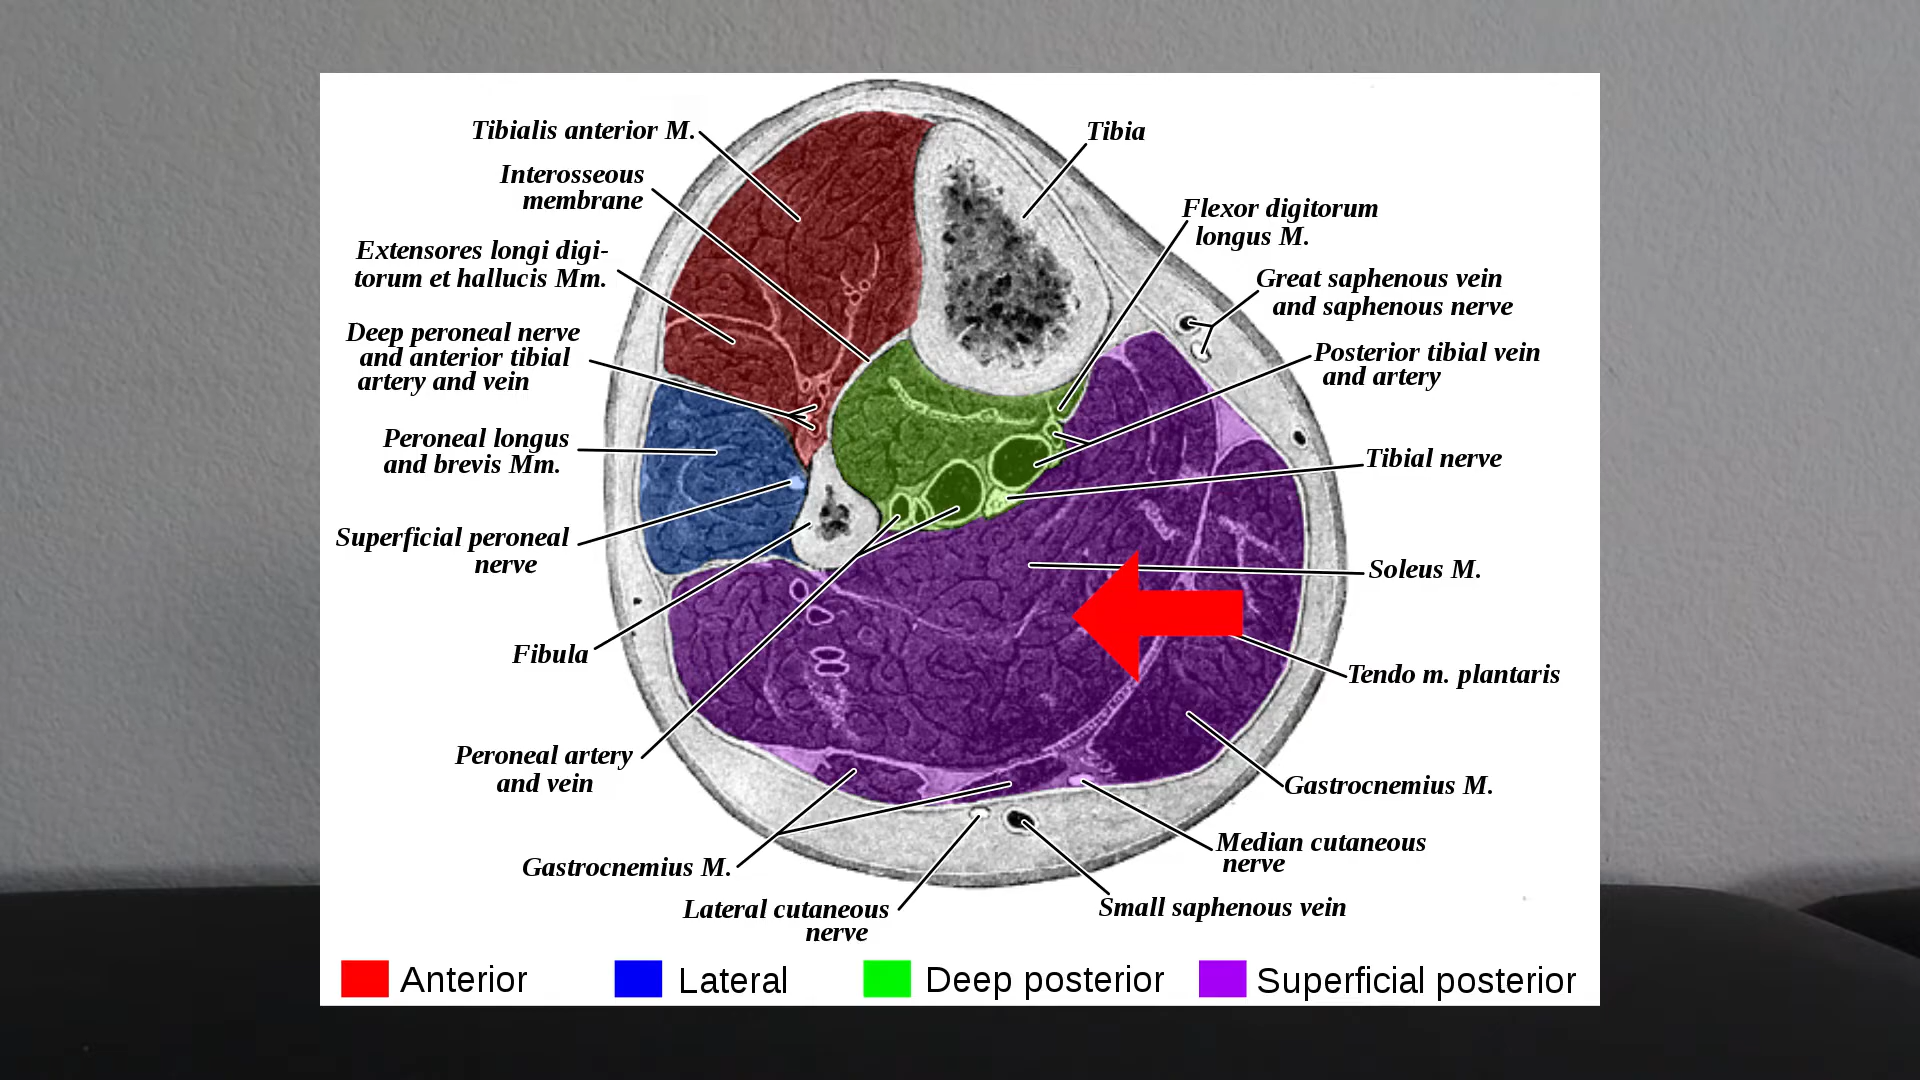 Tibialis anterior M.
Interosseous
membrane
Extensores longi digi-
torum et hallucis Mm.
Deep peroneal nerve
and anterior tibial
artery and vein
Peroneal longus
and brevis Mm.
Superficial peroneal
nerve
Fibula
Peroneal artery
and vein
Gastrocnemius M.
Lateral cutaneous
nerve
Tibia
Flexor digitorum
longus M.
Great saphenous vein
and saphenous nerve
Posterior tibial vein
and artery
Tibial nerve
Soleus M.
Tendo m. plantaris
Gastrocnemius M.
Median cutaneous
nerve
Small saphenous vein
Anterior
Lateral
Deep posterior
Superficial posterior